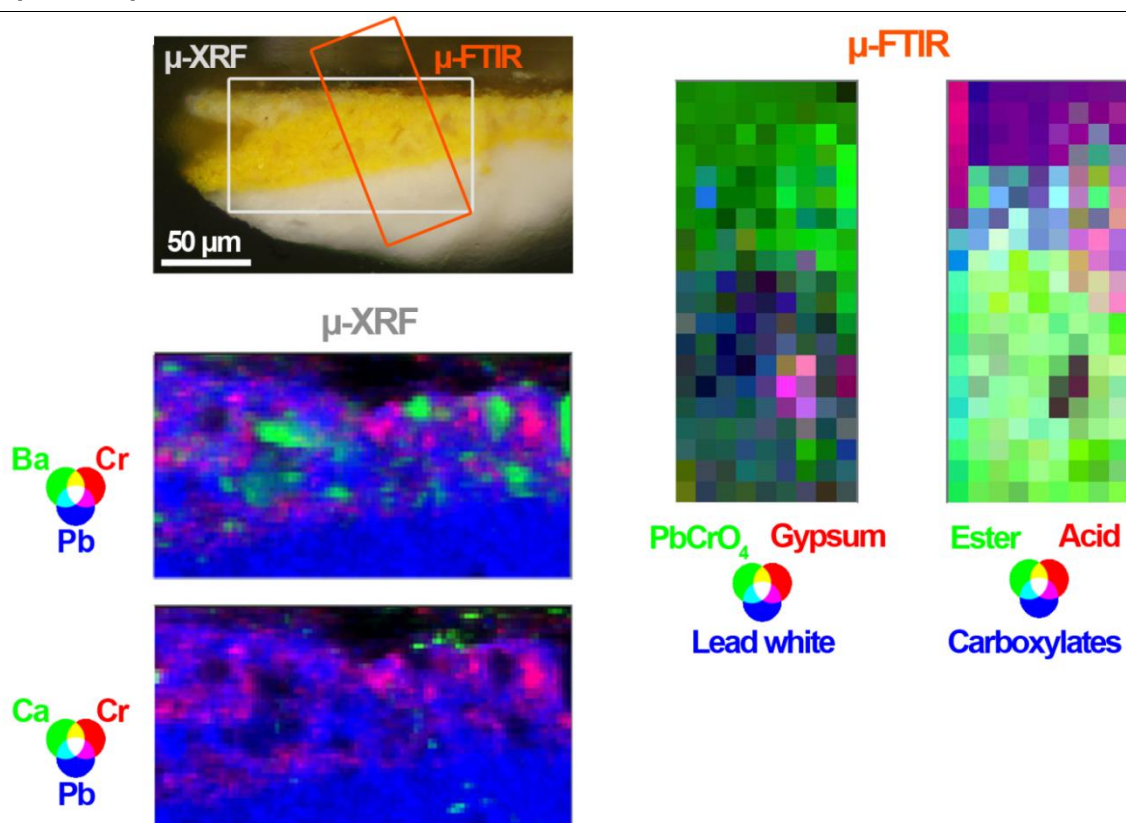 µ-XRF
µ-FTIR
50 µm
µ-XRF
Ba
Cr
Pb
Ca
Cr
Pb
µ-FTIR
PbCrO₄
Gypsum
Lead white
Ester
Acid
Carboxylates